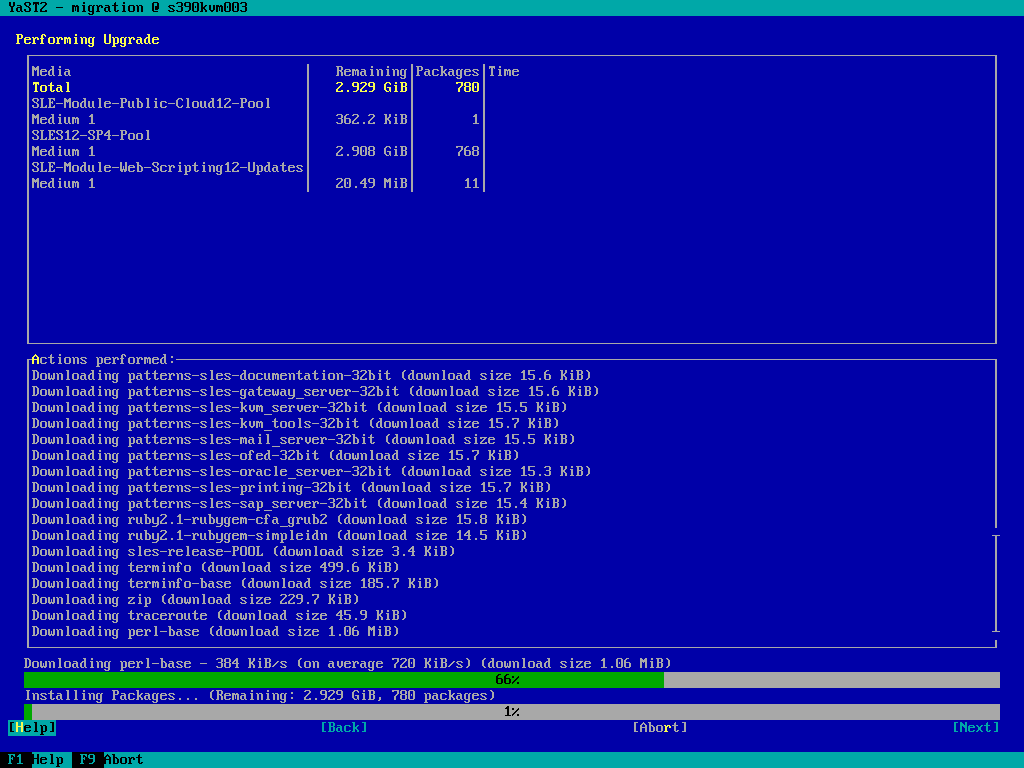 YaST2 - migration @ s390kvm003
Performing Upgrade
Media Remaining Packages Time
Total 2.929 GiB 780
SLE-Module-Public-Cloud12-Pool
Medium 1 362.2 KiB 1
SLES12-SP4-Pool
Medium 1 2.908 GiB 768
SLE-Module-Web-Scripting12-Updates
Medium 1 20.49 MiB 11
Actions performed:
Downloading patterns-sles-documentation-32bit (download size 15.6 KiB)
Downloading patterns-sles-gateway_server-32bit (download size 15.6 KiB)
Downloading patterns-sles-kvm_server-32bit (download size 15.5 KiB)
Downloading patterns-sles-kvm_tools-32bit (download size 15.7 KiB)
Downloading patterns-sles-mail_server-32bit (download size 15.5 KiB)
Downloading patterns-sles-ofed-32bit (download size 15.7 KiB)
Downloading patterns-sles-oracle_server-32bit (download size 15.3 KiB)
Downloading patterns-sles-printing-32bit (download size 15.7 KiB)
Downloading patterns-sles-sap_server-32bit (download size 15.4 KiB)
Downloading ruby2.1-rubygem-cfa_grub2 (download size 15.8 KiB)
Downloading ruby2.1-rubygem-simpleidn (download size 14.5 KiB)
Downloading sles-release-POOL (download size 3.4 KiB)
Downloading terminfo (download size 499.6 KiB)
Downloading terminfo-base (download size 185.7 KiB)
Downloading zip (download size 229.7 KiB)
Downloading traceroute (download size 45.9 KiB)
Downloading perl-base (download size 1.06 MiB)
Downloading perl-base - 384 KiB/s (on average 720 KiB/s) (download size 1.06 MiB)
66%
Installing Packages... (Remaining: 2.929 GiB, 780 packages)
1%
[Help] [Back] [Abort] [Next]
F1 Help F9 Abort